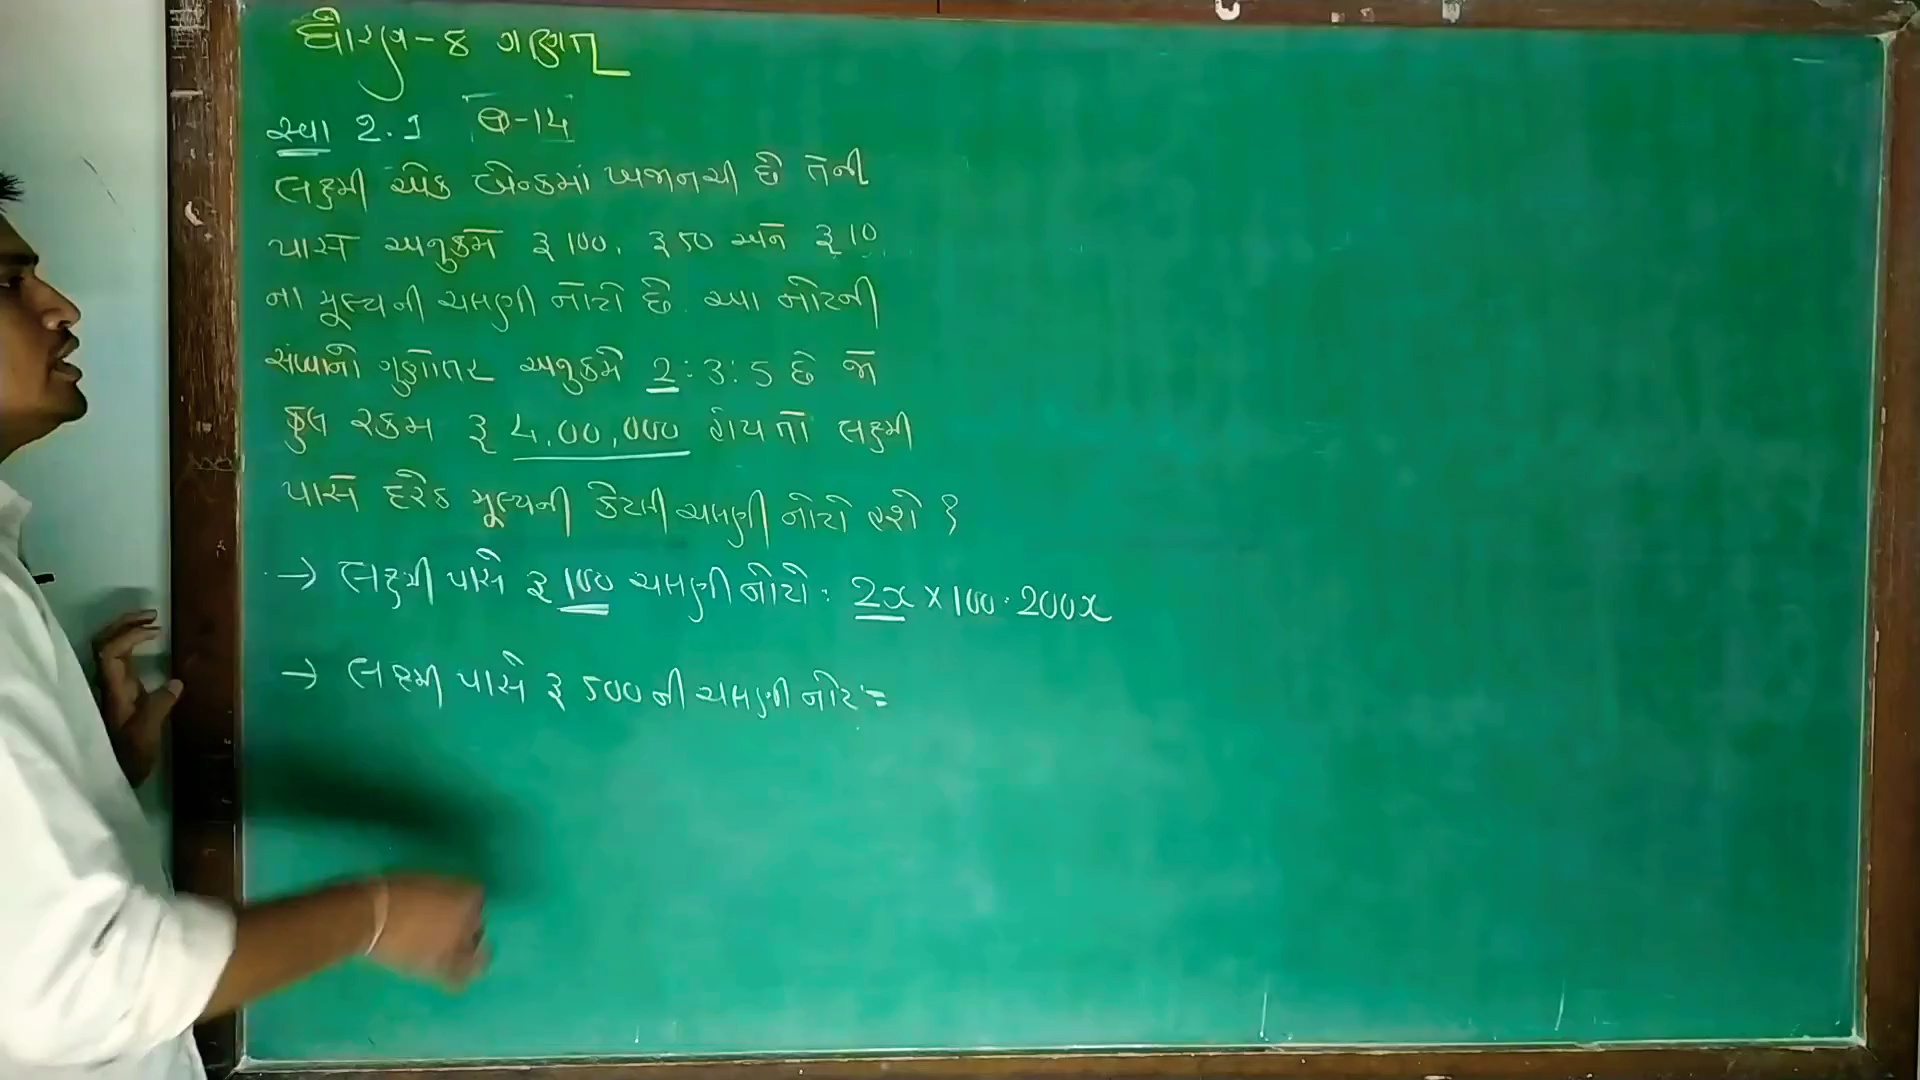 ધોરણ-૮ ગણિત
સ્વા 2.1 Q-14
લક્ષ્મી એક બેન્કમાં ખજાનચી છે તેની
પાસે અનુક્રમે રૂ 100, રૂ 50 અને રૂ 10
ના મૂલ્યની ચલણી નોટો છે. આ નોટની
સંખ્યાનો ગુણોત્તર અનુક્રમે 2:3:5 છે જો
કુલ રકમ રૂ 4,00,000 હોય તો લક્ષ્મી
પાસે દરેક મૂલ્યની કેટલી ચલણી નોટો હશે ?
→ લક્ષ્મી પાસે રૂ 100 ચલણી નોટો = 2x × 100 = 200x
→ લક્ષ્મી પાસે રૂ 500 ની ચલણી નોટ =